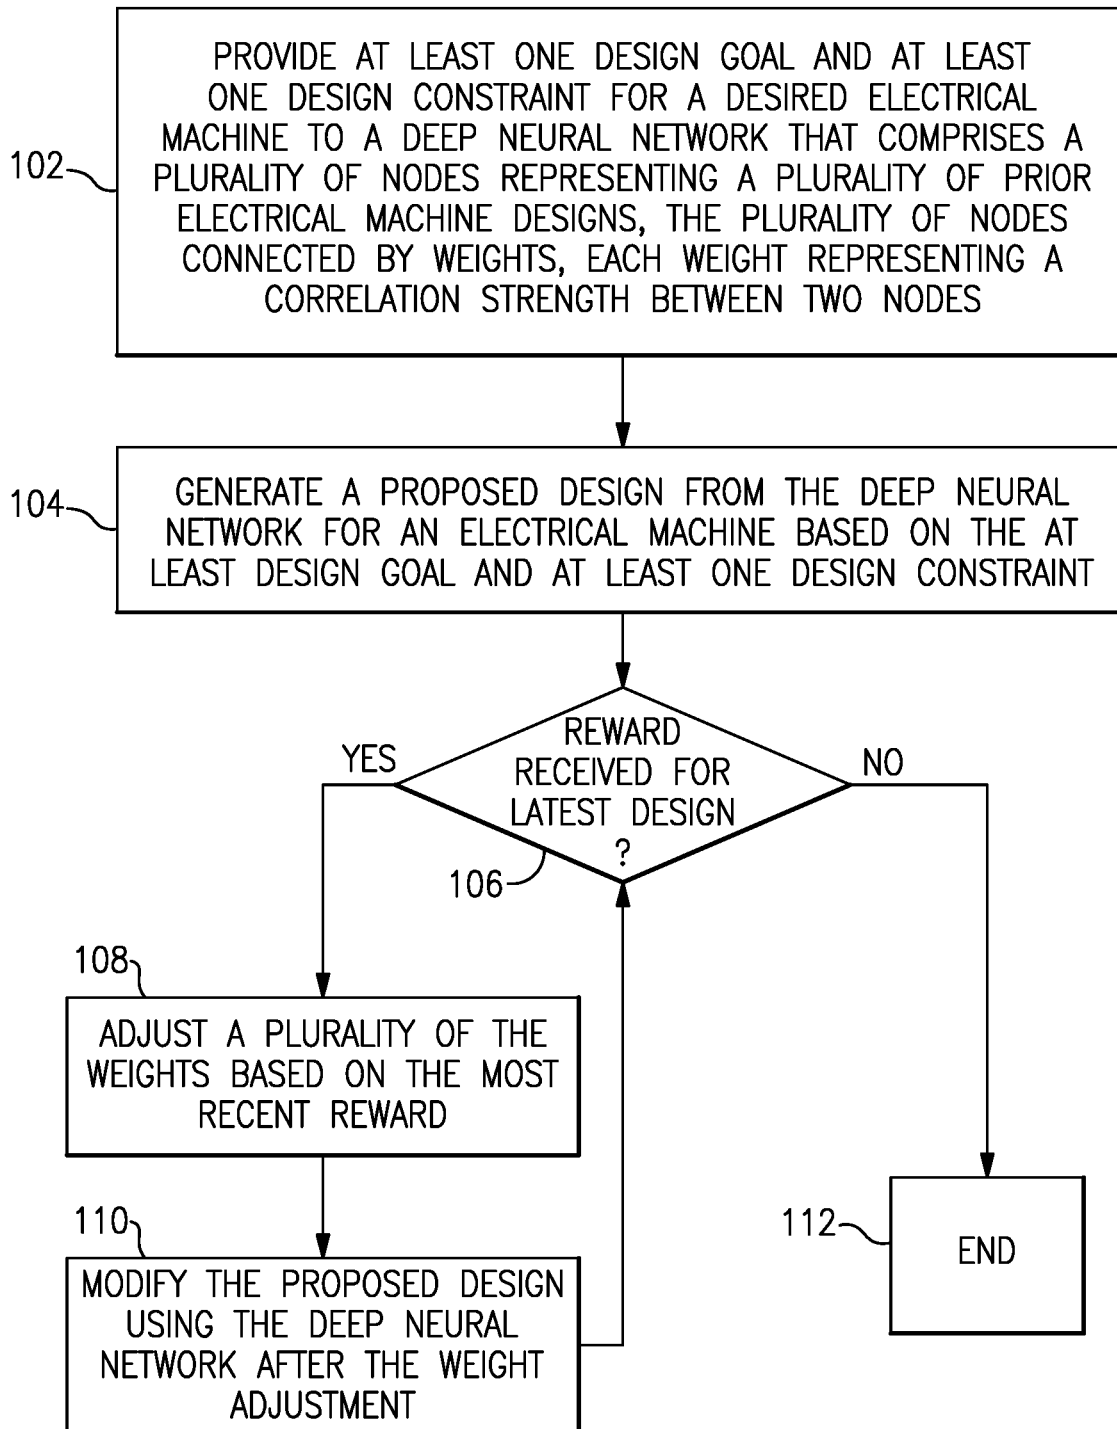 PROVIDE AT LEAST ONE DESIGN GOAL AND AT LEAST
ONE DESIGN CONSTRAINT FOR A DESIRED ELECTRICAL
MACHINE TO A DEEP NEURAL NETWORK THAT COMPRISES A
102
PLURALITY OF NODES REPRESENTING A PLURALITY OF PRIOR
ELECTRICAL MACHINE DESIGNS, THE PLURALITY OF NODES
CONNECTED BY WEIGHTS, EACH WEIGHT REPRESENTING A
CORRELATION STRENGTH BETWEEN TWO NODES
104
GENERATE A PROPOSED DESIGN FROM THE DEEP NEURAL
NETWORK FOR AN ELECTRICAL MACHINE BASED ON THE AT
LEAST DESIGN GOAL AND AT LEAST ONE DESIGN CONSTRAINT
REWARD
RECEIVED FOR
LATEST DESIGN
?
YES
NO
106
108
ADJUST A PLURALITY OF THE
WEIGHTS BASED ON THE MOST
RECENT REWARD
110
MODIFY THE PROPOSED DESIGN
USING THE DEEP NEURAL
NETWORK AFTER THE WEIGHT
ADJUSTMENT
112
END